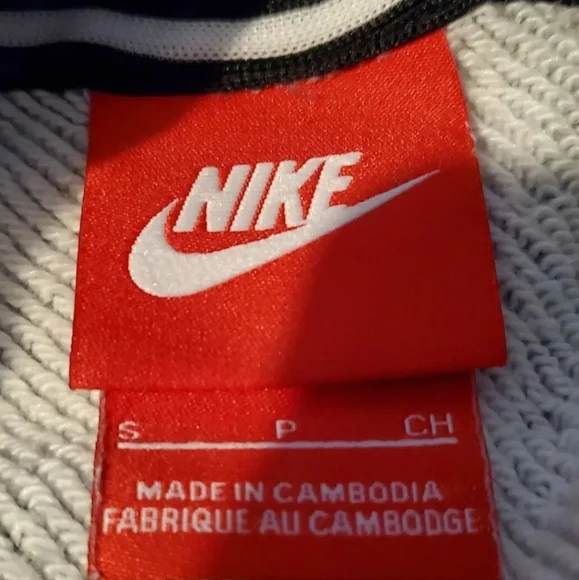 NIKE
S P CH
MADE IN CAMBODIA
FABRIQUE AU CAMBODGE